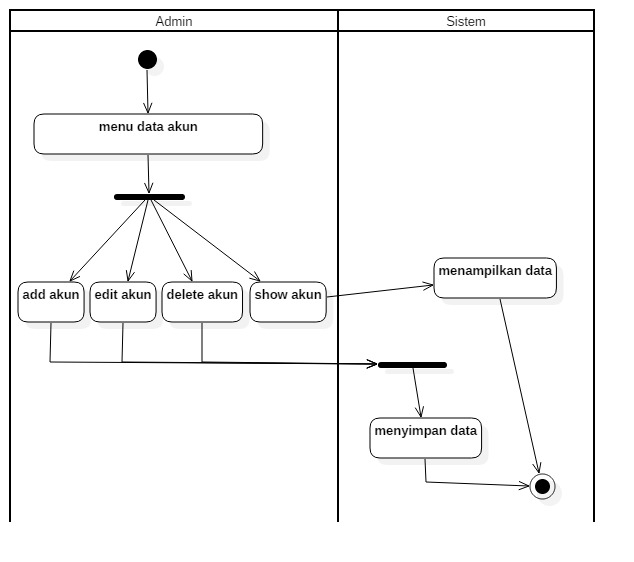 Admin
Sistem
menu data akun
add akun
edit akun
delete akun
show akun
menampilkan data
menyimpan data